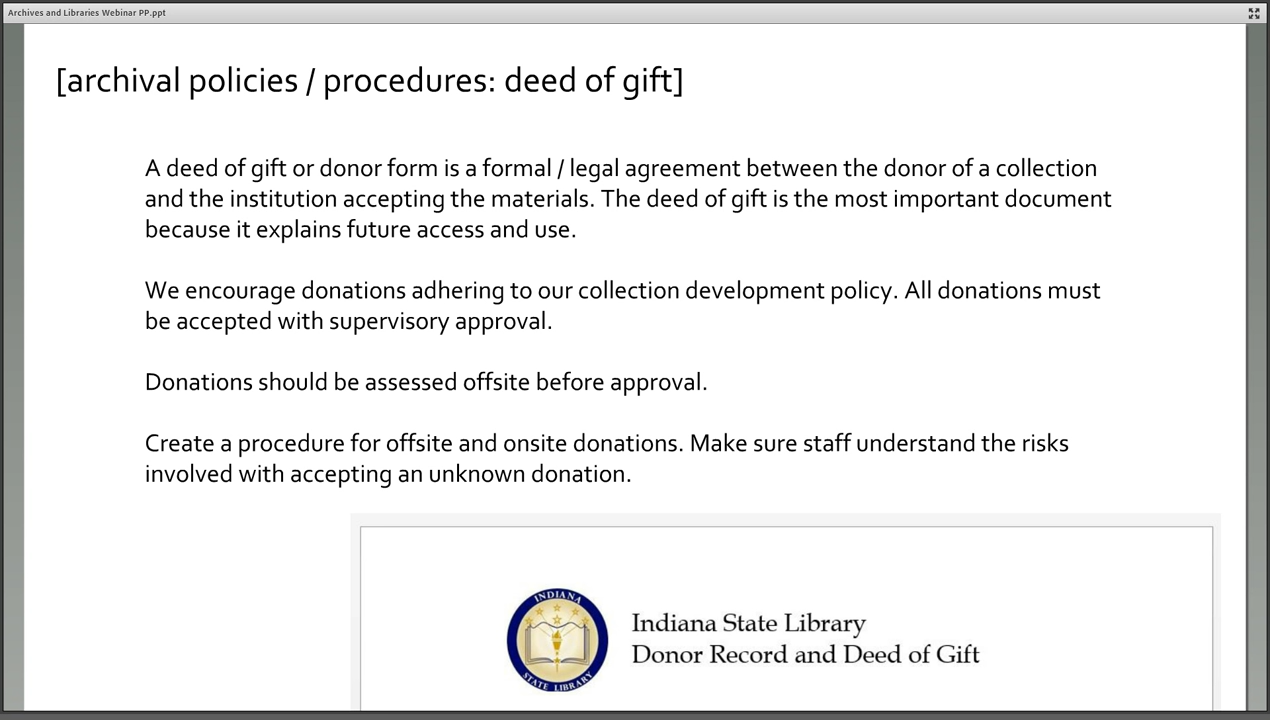 Archives and Libraries Webinar PP.ppt
[archival policies / procedures: deed of gift]
A deed of gift or donor form is a formal / legal agreement between the donor of a collection
and the institution accepting the materials. The deed of gift is the most important document
because it explains future access and use.
We encourage donations adhering to our collection development policy. All donations must
be accepted with supervisory approval.
Donations should be assessed offsite before approval.
Create a procedure for offsite and onsite donations. Make sure staff understand the risks
involved with accepting an unknown donation.
INDIANA
STATE LIBRARY
Indiana State Library
Donor Record and Deed of Gift